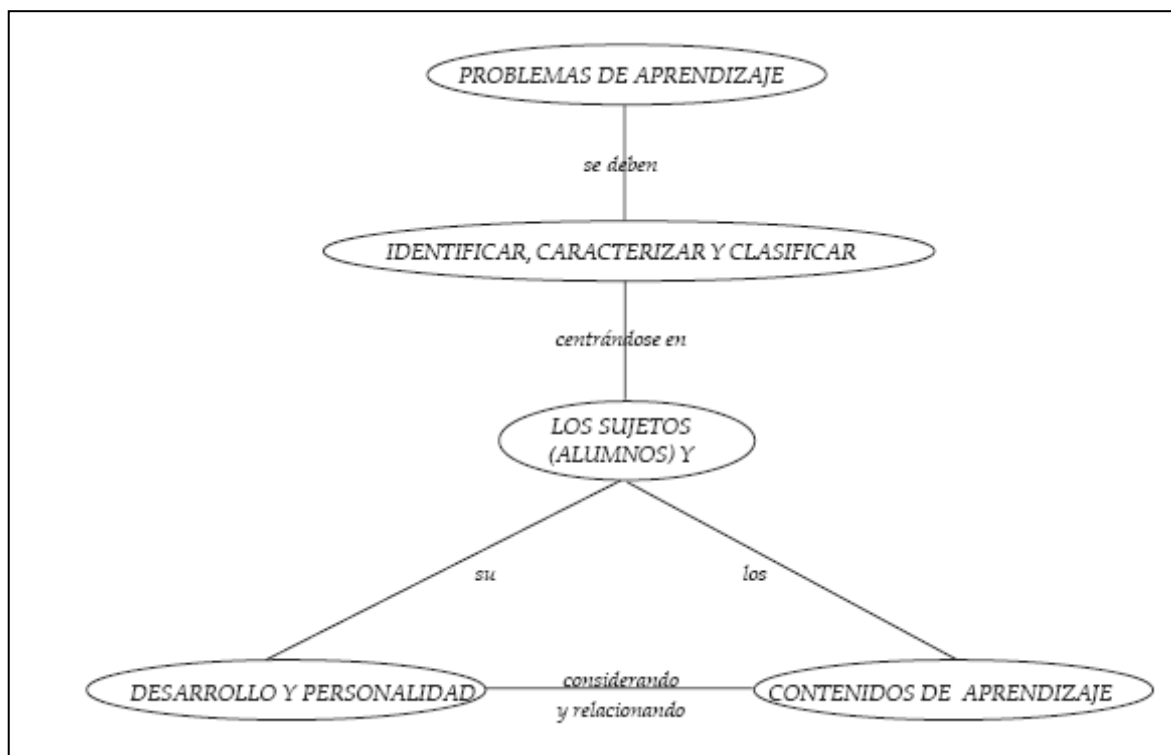 PROBLEMAS DE APRENDIZAJE
se deben
IDENTIFICAR, CARACTERIZAR Y CLASIFICAR
centrándose en
LOS SUJETOS
(ALUMNOS) Y
su
los
DESARROLLO Y PERSONALIDAD
considerando
y relacionando
CONTENIDOS DE APRENDIZAJE